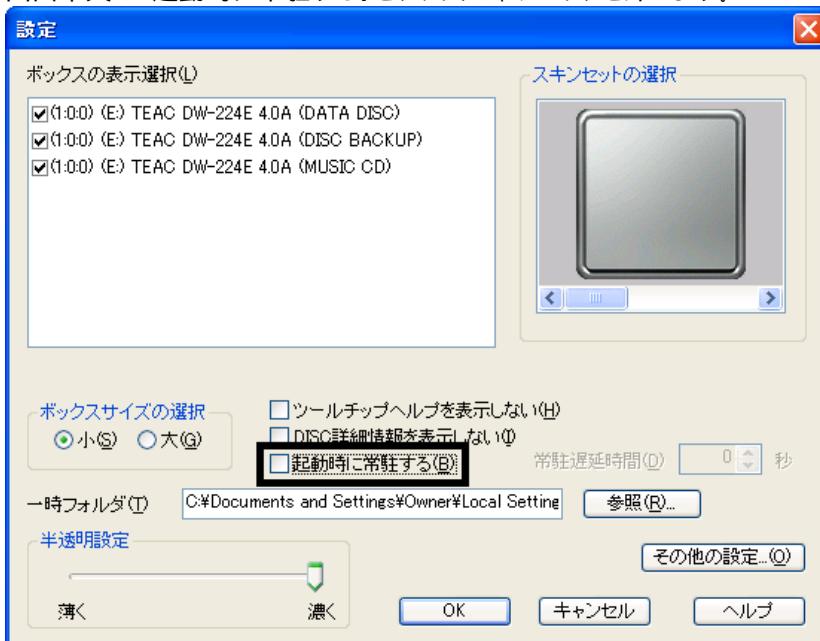 設定
ボックスの表示選択(L)
(1:0:0) (E:) TEAC DW-224E 4.0A (DATA DISC)
(1:0:0) (E:) TEAC DW-224E 4.0A (DISC BACKUP)
(1:0:0) (E:) TEAC DW-224E 4.0A (MUSIC CD)
スキンセットの選択
ボックスサイズの選択
小(S) 大(G)
ツールチップヘルプを表示しない(H)
DISC詳細情報を表示しない(I)
起動時に常駐する(B)
常駐遅延時間(D) 0 秒
一時フォルダ(T) C:¥Documents and Settings¥Owner¥Local Setting 参照(R)...
半透明設定
薄く 濃く
その他の設定...(O)
OK キャンセル ヘルプ